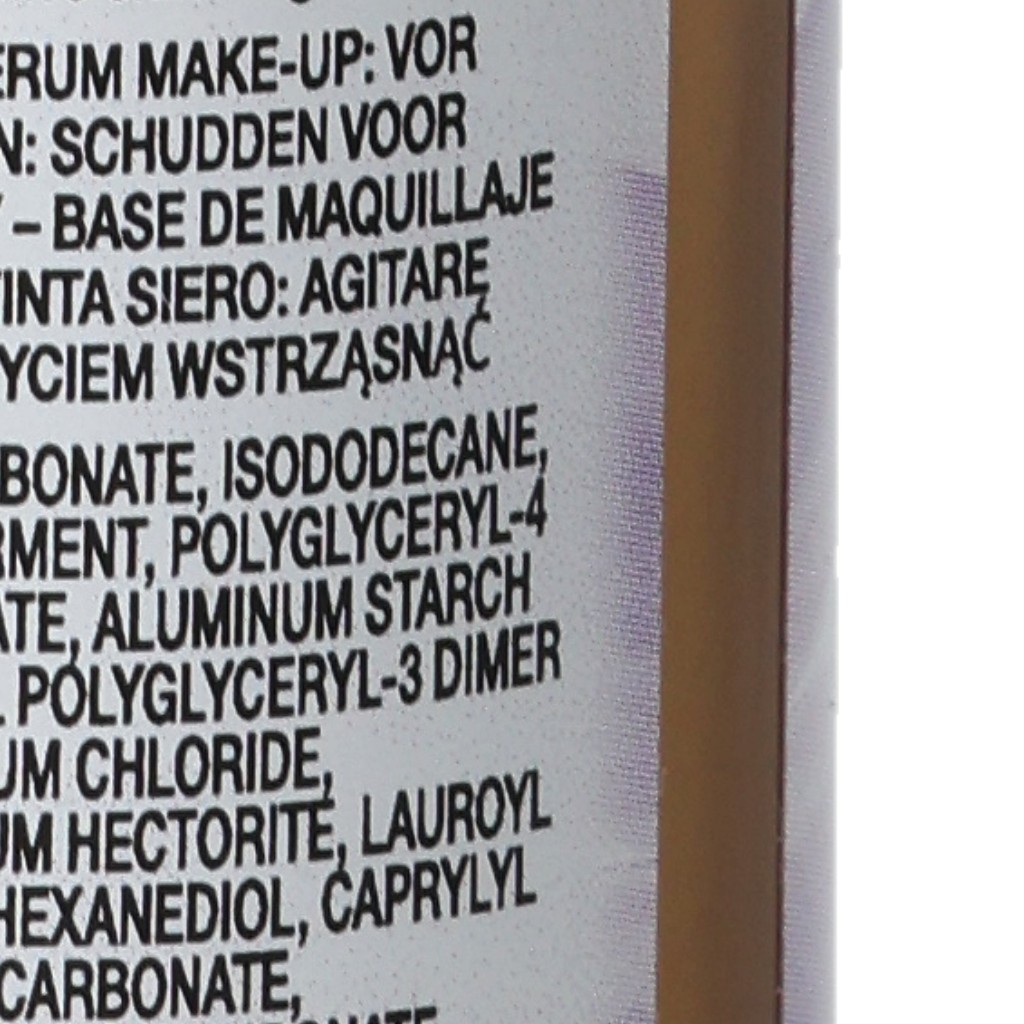 ERUM MAKE-UP: VOR
N: SCHUDDEN VOOR
– BASE DE MAQUILLAJE
INTA SIERO: AGITARE
YCIEM WSTRZĄSNĄĆ
BONATE, ISODODECANE,
RMENT, POLYGLYCERYL-4
ATE, ALUMINUM STARCH
POLYGLYCERYL-3 DIMER
UM CHLORIDE,
UM HECTORITE, LAUROYL
HEXANEDIOL, CAPRYLYL
CARBONATE,